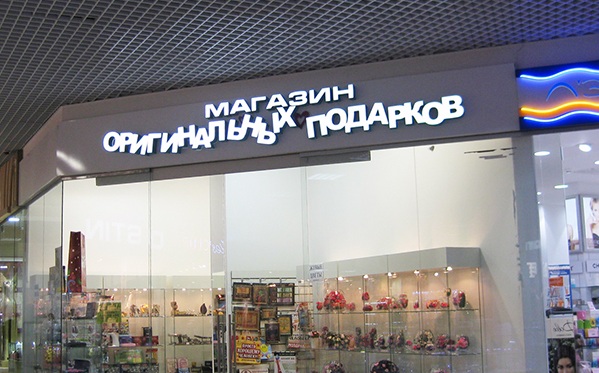 МАГАЗИН
ОРИГИНАЛЬНЫХ ПОДАРКОВ